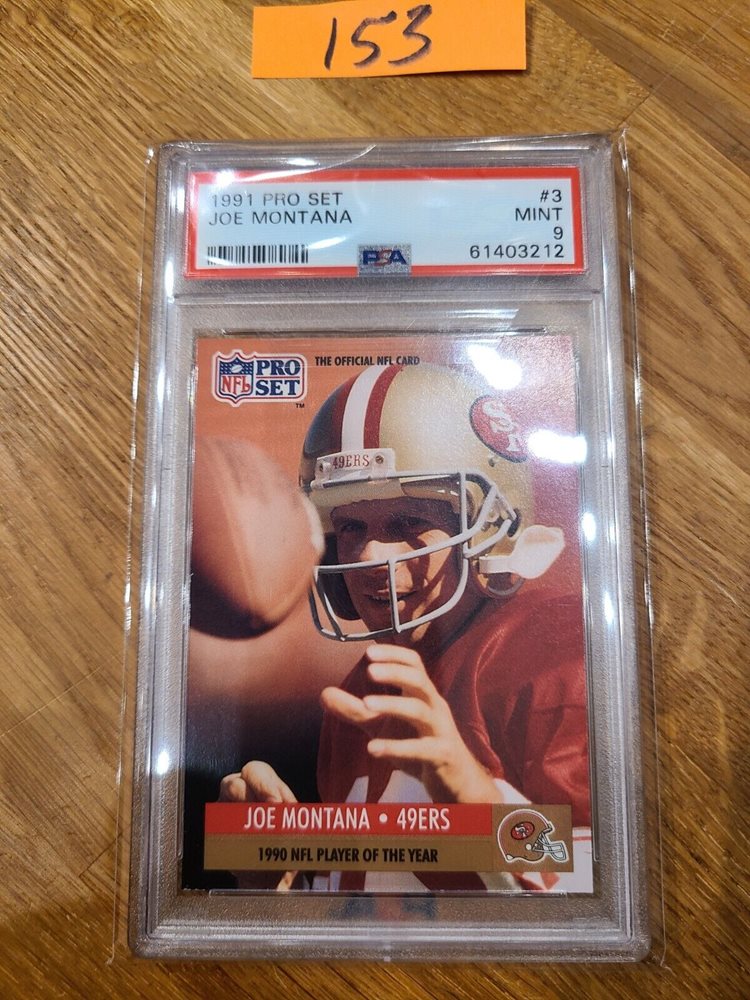 153
1991 PRO SET #3
JOE MONTANA MINT
9
PSA 61403212
NFL PRO SET ™ THE OFFICIAL NFL CARD
49ERS
SF
JOE MONTANA • 49ERS
1990 NFL PLAYER OF THE YEAR